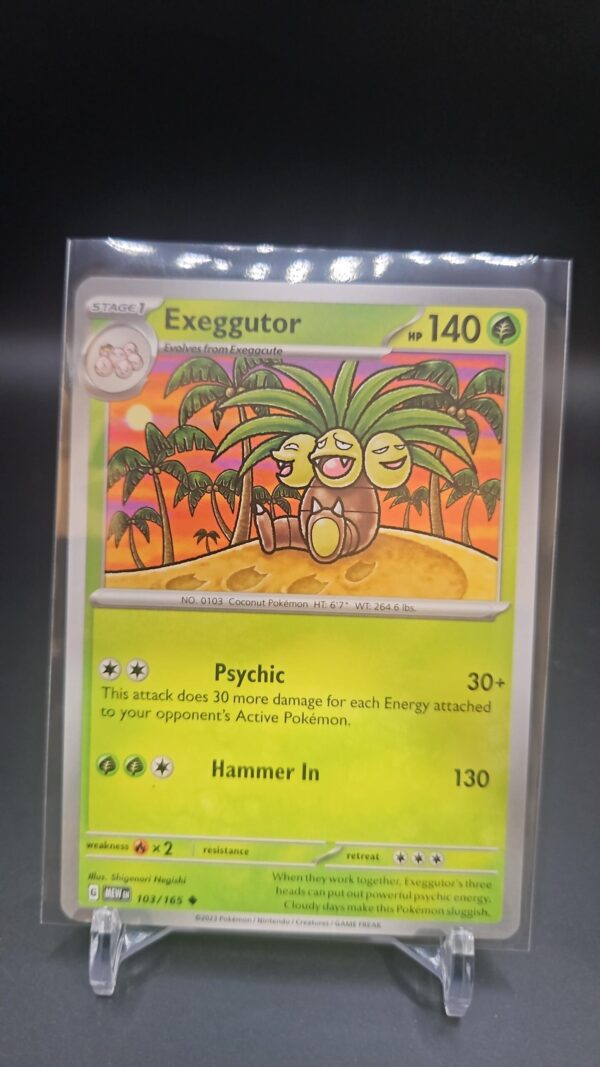 STAGE 1
Exeggutor
HP 140
Evolves from Exeggcute
NO. 0103 Coconut Pokémon HT: 6'7" WT: 264.6 lbs.
Psychic 30+
This attack does 30 more damage for each Energy attached
to your opponent's Active Pokémon.
Hammer In 130
weakness ×2 resistance retreat
Illus. Shigenori Negishi
G MEW EN 103/165
When they work together, Exeggutor's three
heads can put out powerful psychic energy.
Cloudy days make this Pokémon sluggish.
©2023 Pokémon / Nintendo / Creatures / GAME FREAK